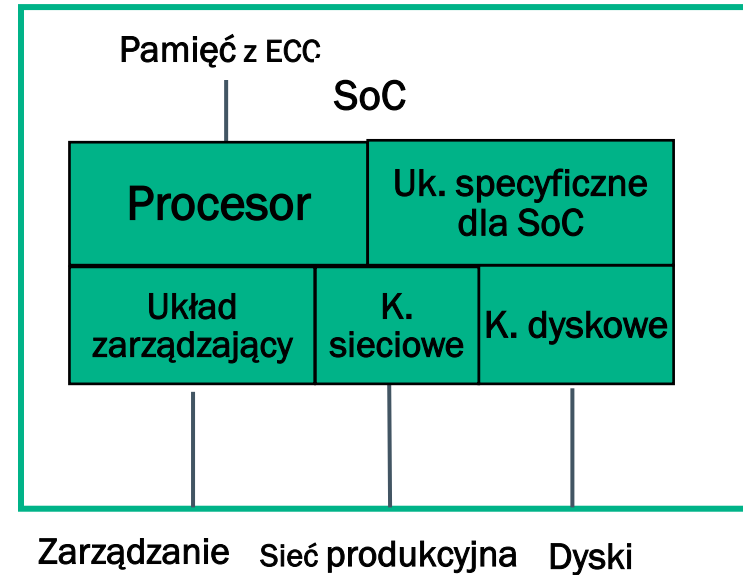 Pamięć z ECC
SoC
Procesor
Uk. specyficzne
dla SoC
Układ
zarządzający
K.
sieciowe
K. dyskowe
Zarządzanie
Sieć produkcyjna
Dyski